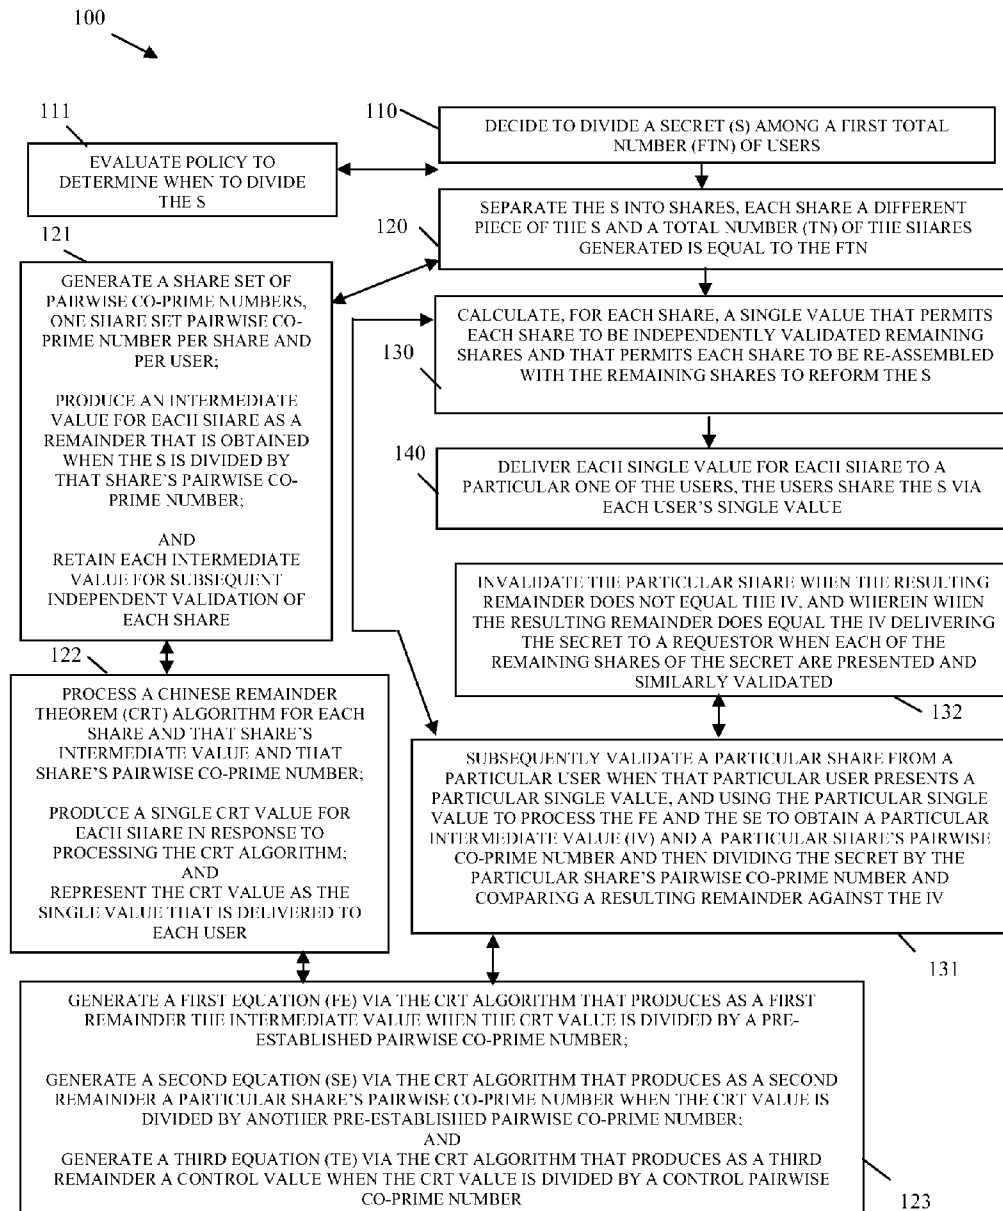 100
111
EVALUATE POLICY TO
DETERMINE WHEN TO DIVIDE
THE S
110
DECIDE TO DIVIDE A SECRET (S) AMONG A FIRST TOTAL
NUMBER (FTN) OF USERS
120
SEPARATE THE S INTO SHARES, EACH SHARE A DIFFERENT
PIECE OF THE S AND A TOTAL NUMBER (TN) OF THE SHARES
GENERATED IS EQUAL TO THE FTN
121
GENERATE A SHARE SET OF
PAIRWISE CO-PRIME NUMBERS,
ONE SHARE SET PAIRWISE CO-
PRIME NUMBER PER SHARE AND
PER USER;
PRODUCE AN INTERMEDIATE
VALUE FOR EACH SHARE AS A
REMAINDER THAT IS OBTAINED
WHEN THE S IS DIVIDED BY
THAT SHARE'S PAIRWISE CO-
PRIME NUMBER;
AND
RETAIN EACH INTERMEDIATE
VALUE FOR SUBSEQUENT
INDEPENDENT VALIDATION OF
EACH SHARE
130
CALCULATE, FOR EACH SHARE, A SINGLE VALUE THAT PERMITS
EACH SHARE TO BE INDEPENDENTLY VALIDATED REMAINING
SHARES AND THAT PERMITS EACH SHARE TO BE RE-ASSEMBLED
WITH THE REMAINING SHARES TO REFORM THE S
140
DELIVER EACH SINGLE VALUE FOR EACH SHARE TO A
PARTICULAR ONE OF THE USERS, THE USERS SHARE THE S VIA
EACH USER'S SINGLE VALUE
INVALIDATE THE PARTICULAR SHARE WHEN THE RESULTING
REMAINDER DOES NOT EQUAL THE IV, AND WHEREIN WHEN
THE RESULTING REMAINDER DOES EQUAL THE IV DELIVERING
THE SECRET TO A REQUESTOR WHEN EACH OF THE
REMAINING SHARES OF THE SECRET ARE PRESENTED AND
SIMILARLY VALIDATED
132
122
PROCESS A CHINESE REMAINDER
THEOREM (CRT) ALGORITHM FOR EACH
SHARE AND THAT SHARE'S
INTERMEDIATE VALUE AND THAT
SHARE'S PAIRWISE CO-PRIME NUMBER;
PRODUCE A SINGLE CRT VALUE FOR
EACH SHARE IN RESPONSE TO
PROCESSING THE CRT ALGORITHM;
AND
REPRESENT THE CRT VALUE AS THE
SINGLE VALUE THAT IS DELIVERED TO
EACH USER
SUBSEQUENTLY VALIDATE A PARTICULAR SHARE FROM A
PARTICULAR USER WHEN THAT PARTICULAR USER PRESENTS A
PARTICULAR SINGLE VALUE, AND USING THE PARTICULAR SINGLE
VALUE TO PROCESS THE FE AND THE SE TO OBTAIN A PARTICULAR
INTERMEDIATE VALUE (IV) AND A PARTICULAR SHARE'S PAIRWISE
CO-PRIME NUMBER AND THEN DIVIDING THE SECRET BY THE
PARTICULAR SHARE'S PAIRWISE CO-PRIME NUMBER AND
COMPARING A RESULTING REMAINDER AGAINST THE IV
131
GENERATE A FIRST EQUATION (FE) VIA THE CRT ALGORITHM THAT PRODUCES AS A FIRST
REMAINDER THE INTERMEDIATE VALUE WHEN THE CRT VALUE IS DIVIDED BY A PRE-
ESTABLISHED PAIRWISE CO-PRIME NUMBER;
GENERATE A SECOND EQUATION (SE) VIA THE CRT ALGORITHM THAT PRODUCES AS A SECOND
REMAINDER A PARTICULAR SHARE'S PAIRWISE CO-PRIME NUMBER WHEN THE CRT VALUE IS
DIVIDED BY ANOTHER PRE-ESTABLISHED PAIRWISE CO-PRIME NUMBER;
AND
GENERATE A THIRD EQUATION (TE) VIA THE CRT ALGORITHM THAT PRODUCES AS A THIRD
REMAINDER A CONTROL VALUE WHEN THE CRT VALUE IS DIVIDED BY A CONTROL PAIRWISE
CO-PRIME NUMBER
123